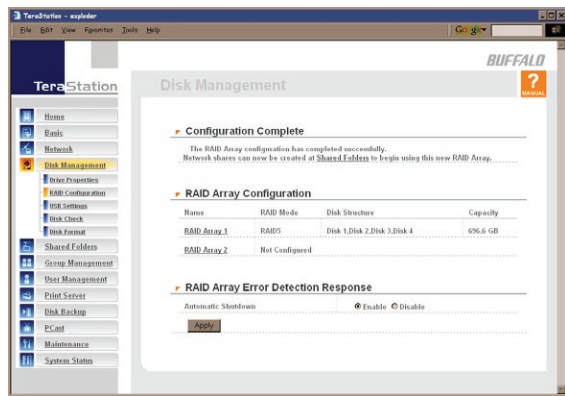 TeraStation - exploder
File Edit View Favorites Tools Help
Google
BUFFALO
TeraStation
Disk Management
?
MANUAL
Home
Basic
Network
Disk Management
Drive Properties
RAID Configuration
USB Settings
Disk Check
Disk Format
Shared Folders
Group Management
User Management
Print Server
Disk Backup
PCast
Maintenance
System Status
Configuration Complete
The RAID Array configuration has completed successfully.
Network shares can now be created at Shared Folders to begin using this new RAID Array.
RAID Array Configuration
Name RAID Mode Disk Structure Capacity
RAID Array 1 RAID5 Disk 1,Disk 2,Disk 3,Disk 4 696.6 GB
RAID Array 2 Not Configured
RAID Array Error Detection Response
Automatic Shutdown Enable Disable
Apply